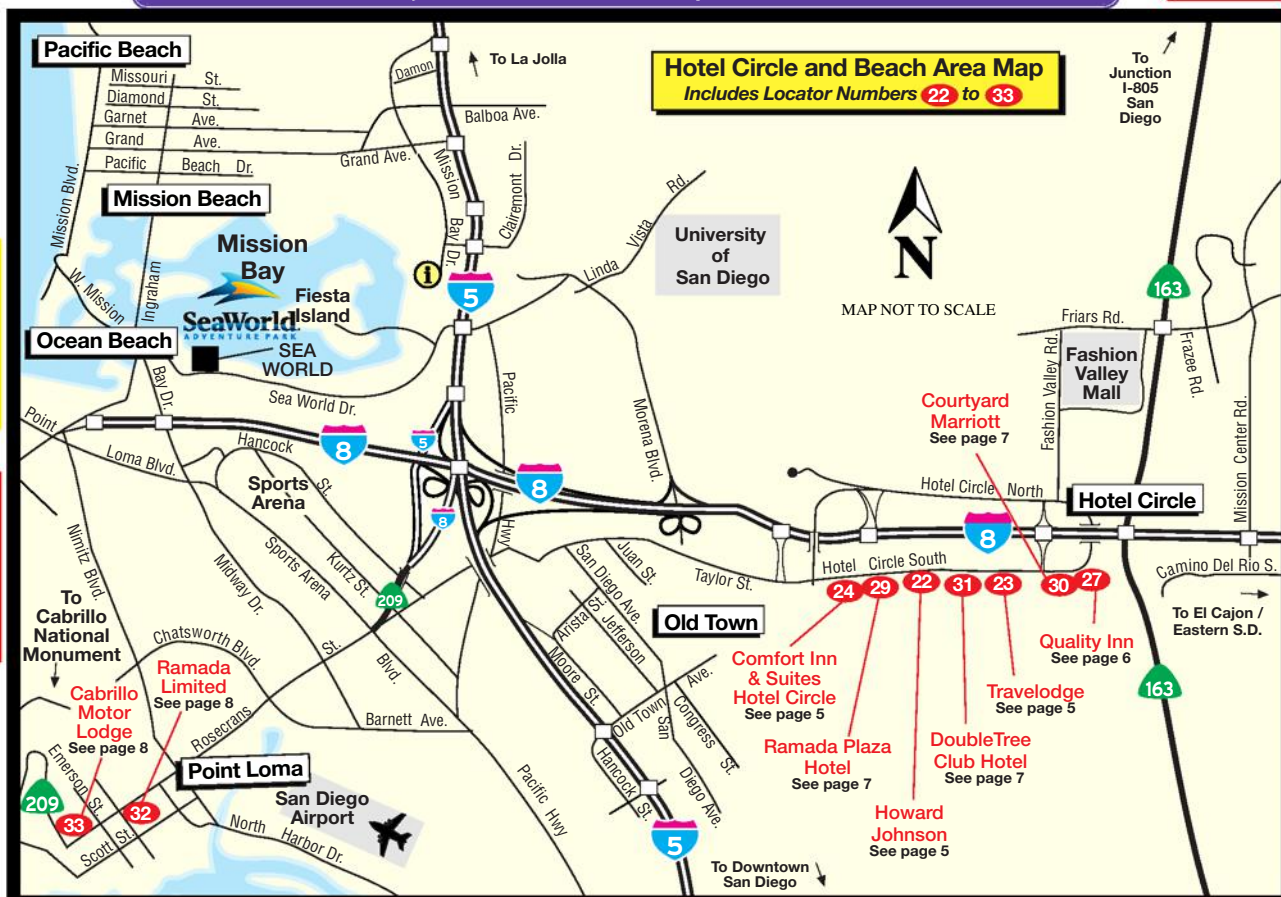 Hotel Circle and Beach Area Map
Includes Locator Numbers 22 to 33
Pacific Beach
Missouri St.
Diamond St.
Garnet Ave.
Grand Ave.
Pacific Beach Dr.
Mission Blvd.
Mission Beach
Mission
Bay
SeaWorld
ADVENTURE PARK
SEA
WORLD
Fiesta
Island
Ingraham
W. Mission
Bay Dr.
Ocean Beach
Damon
To La Jolla
Balboa Ave.
Grand Ave.
Mission Bay Dr.
Clairemont Dr.
i
5
Linda Vista Rd.
University
of
San Diego
N
MAP NOT TO SCALE
To
Junction
I-805
San
Diego
163
Friars Rd.
Frazee Rd.
Fashion Valley Rd.
Fashion
Valley
Mall
Mission Center Rd.
Sea World Dr.
Pacific
Hwy
Morena Blvd.
Point
Loma Blvd.
Hancock St.
8
5
8
8
Sports
Arena
Courtyard
Marriott
See page 7
Hotel Circle North
Hotel Circle
8
Hotel Circle South
Camino Del Rio S.
To El Cajon /
Eastern S.D.
24
29
22
31
23
30
27
Taylor St.
Nimitz Blvd.
Midway Dr.
Sports Arena
Blvd.
Kurtz St.
209
Juan St.
San Diego Ave.
Arista St.
Jefferson
Moore St.
Old Town
Old Town Ave.
Congress St.
San
Diego Ave.
Hancock St.
Comfort Inn
& Suites
Hotel Circle
See page 5
Ramada Plaza
Hotel
See page 7
Howard
Johnson
See page 5
DoubleTree
Club Hotel
See page 7
Travelodge
See page 5
Quality Inn
See page 6
163
To
Cabrillo
National
Monument
Chatsworth Blvd.
Rosecrans St.
Barnett Ave.
Cabrillo
Motor
Lodge
See page 8
Ramada
Limited
See page 8
Point Loma
Emerson St.
209
33
32
Scott St.
San Diego
Airport
North Harbor Dr.
Pacific Hwy
5
To Downtown
San Diego